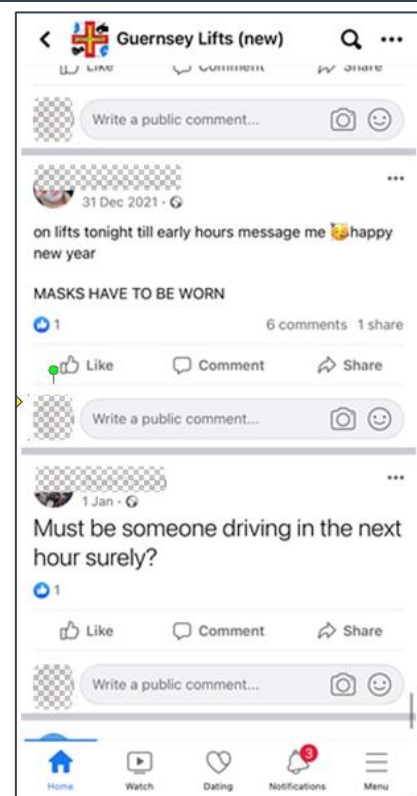 Guernsey Lifts (new)
Like Comment Share
Write a public comment...
31 Dec 2021 ·
on lifts tonight till early hours message me 🥳happy
new year
MASKS HAVE TO BE WORN
1 6 comments 1 share
Like Comment Share
Write a public comment...
1 Jan ·
Must be someone driving in the next
hour surely?
1
Like Comment Share
Write a public comment...
3
Home Watch Dating Notifications Menu